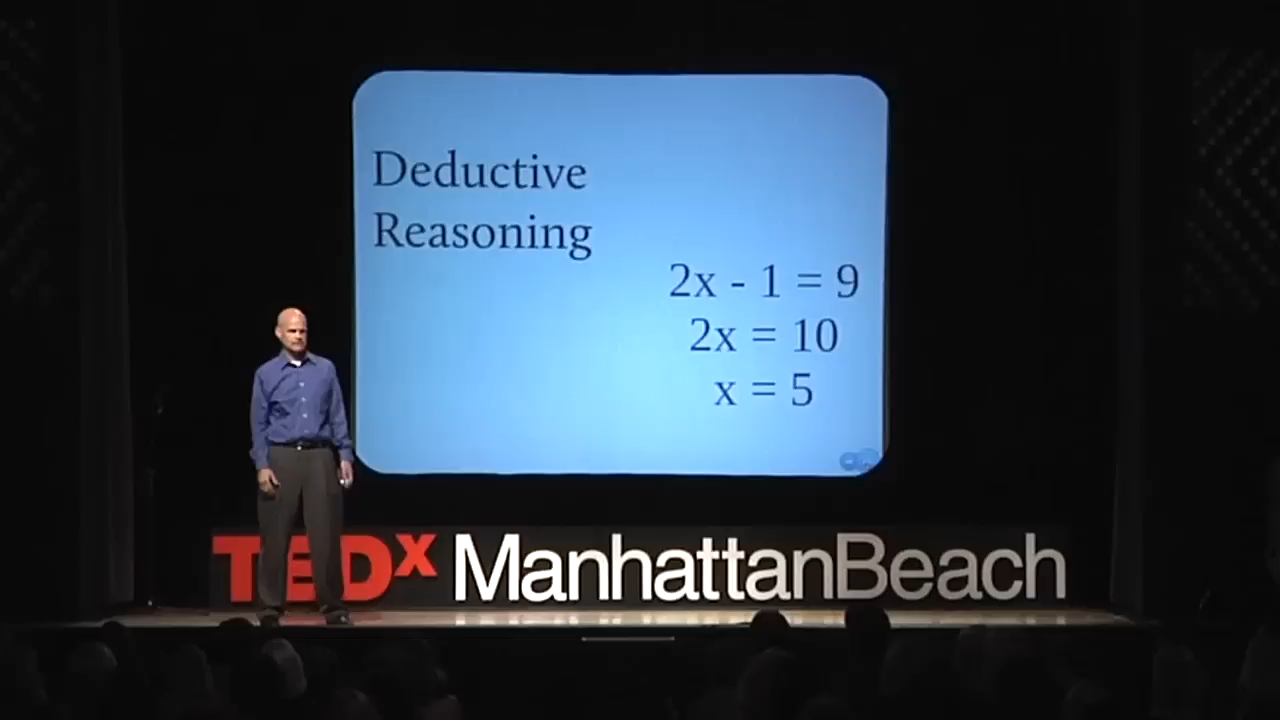 Deductive
Reasoning
2x - 1 = 9
2x = 10
x = 5
TEDx ManhattanBeach